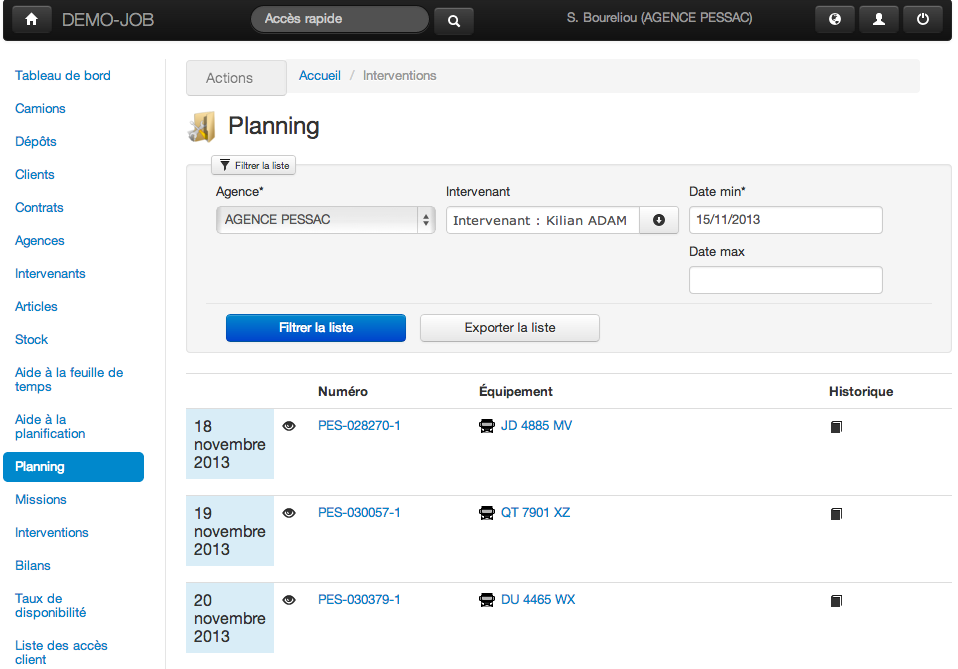 DEMO-JOB
Accès rapide
S. Boureliou (AGENCE PESSAC)
Tableau de bord
Camions
Dépôts
Clients
Contrats
Agences
Intervenants
Articles
Stock
Aide à la feuille de
temps
Aide à la
planification
Planning
Missions
Interventions
Bilans
Taux de
disponibilité
Liste des accès
client
Actions
Accueil / Interventions
Planning
Filtrer la liste
Agence*
AGENCE PESSAC
Intervenant
Intervenant : Kilian ADAM
Date min*
15/11/2013
Date max
Filtrer la liste
Exporter la liste
Numéro Équipement Historique
18
novembre
2013
PES-028270-1 JD 4885 MV
19
novembre
2013
PES-030057-1 QT 7901 XZ
20
novembre
2013
PES-030379-1 DU 4465 WX